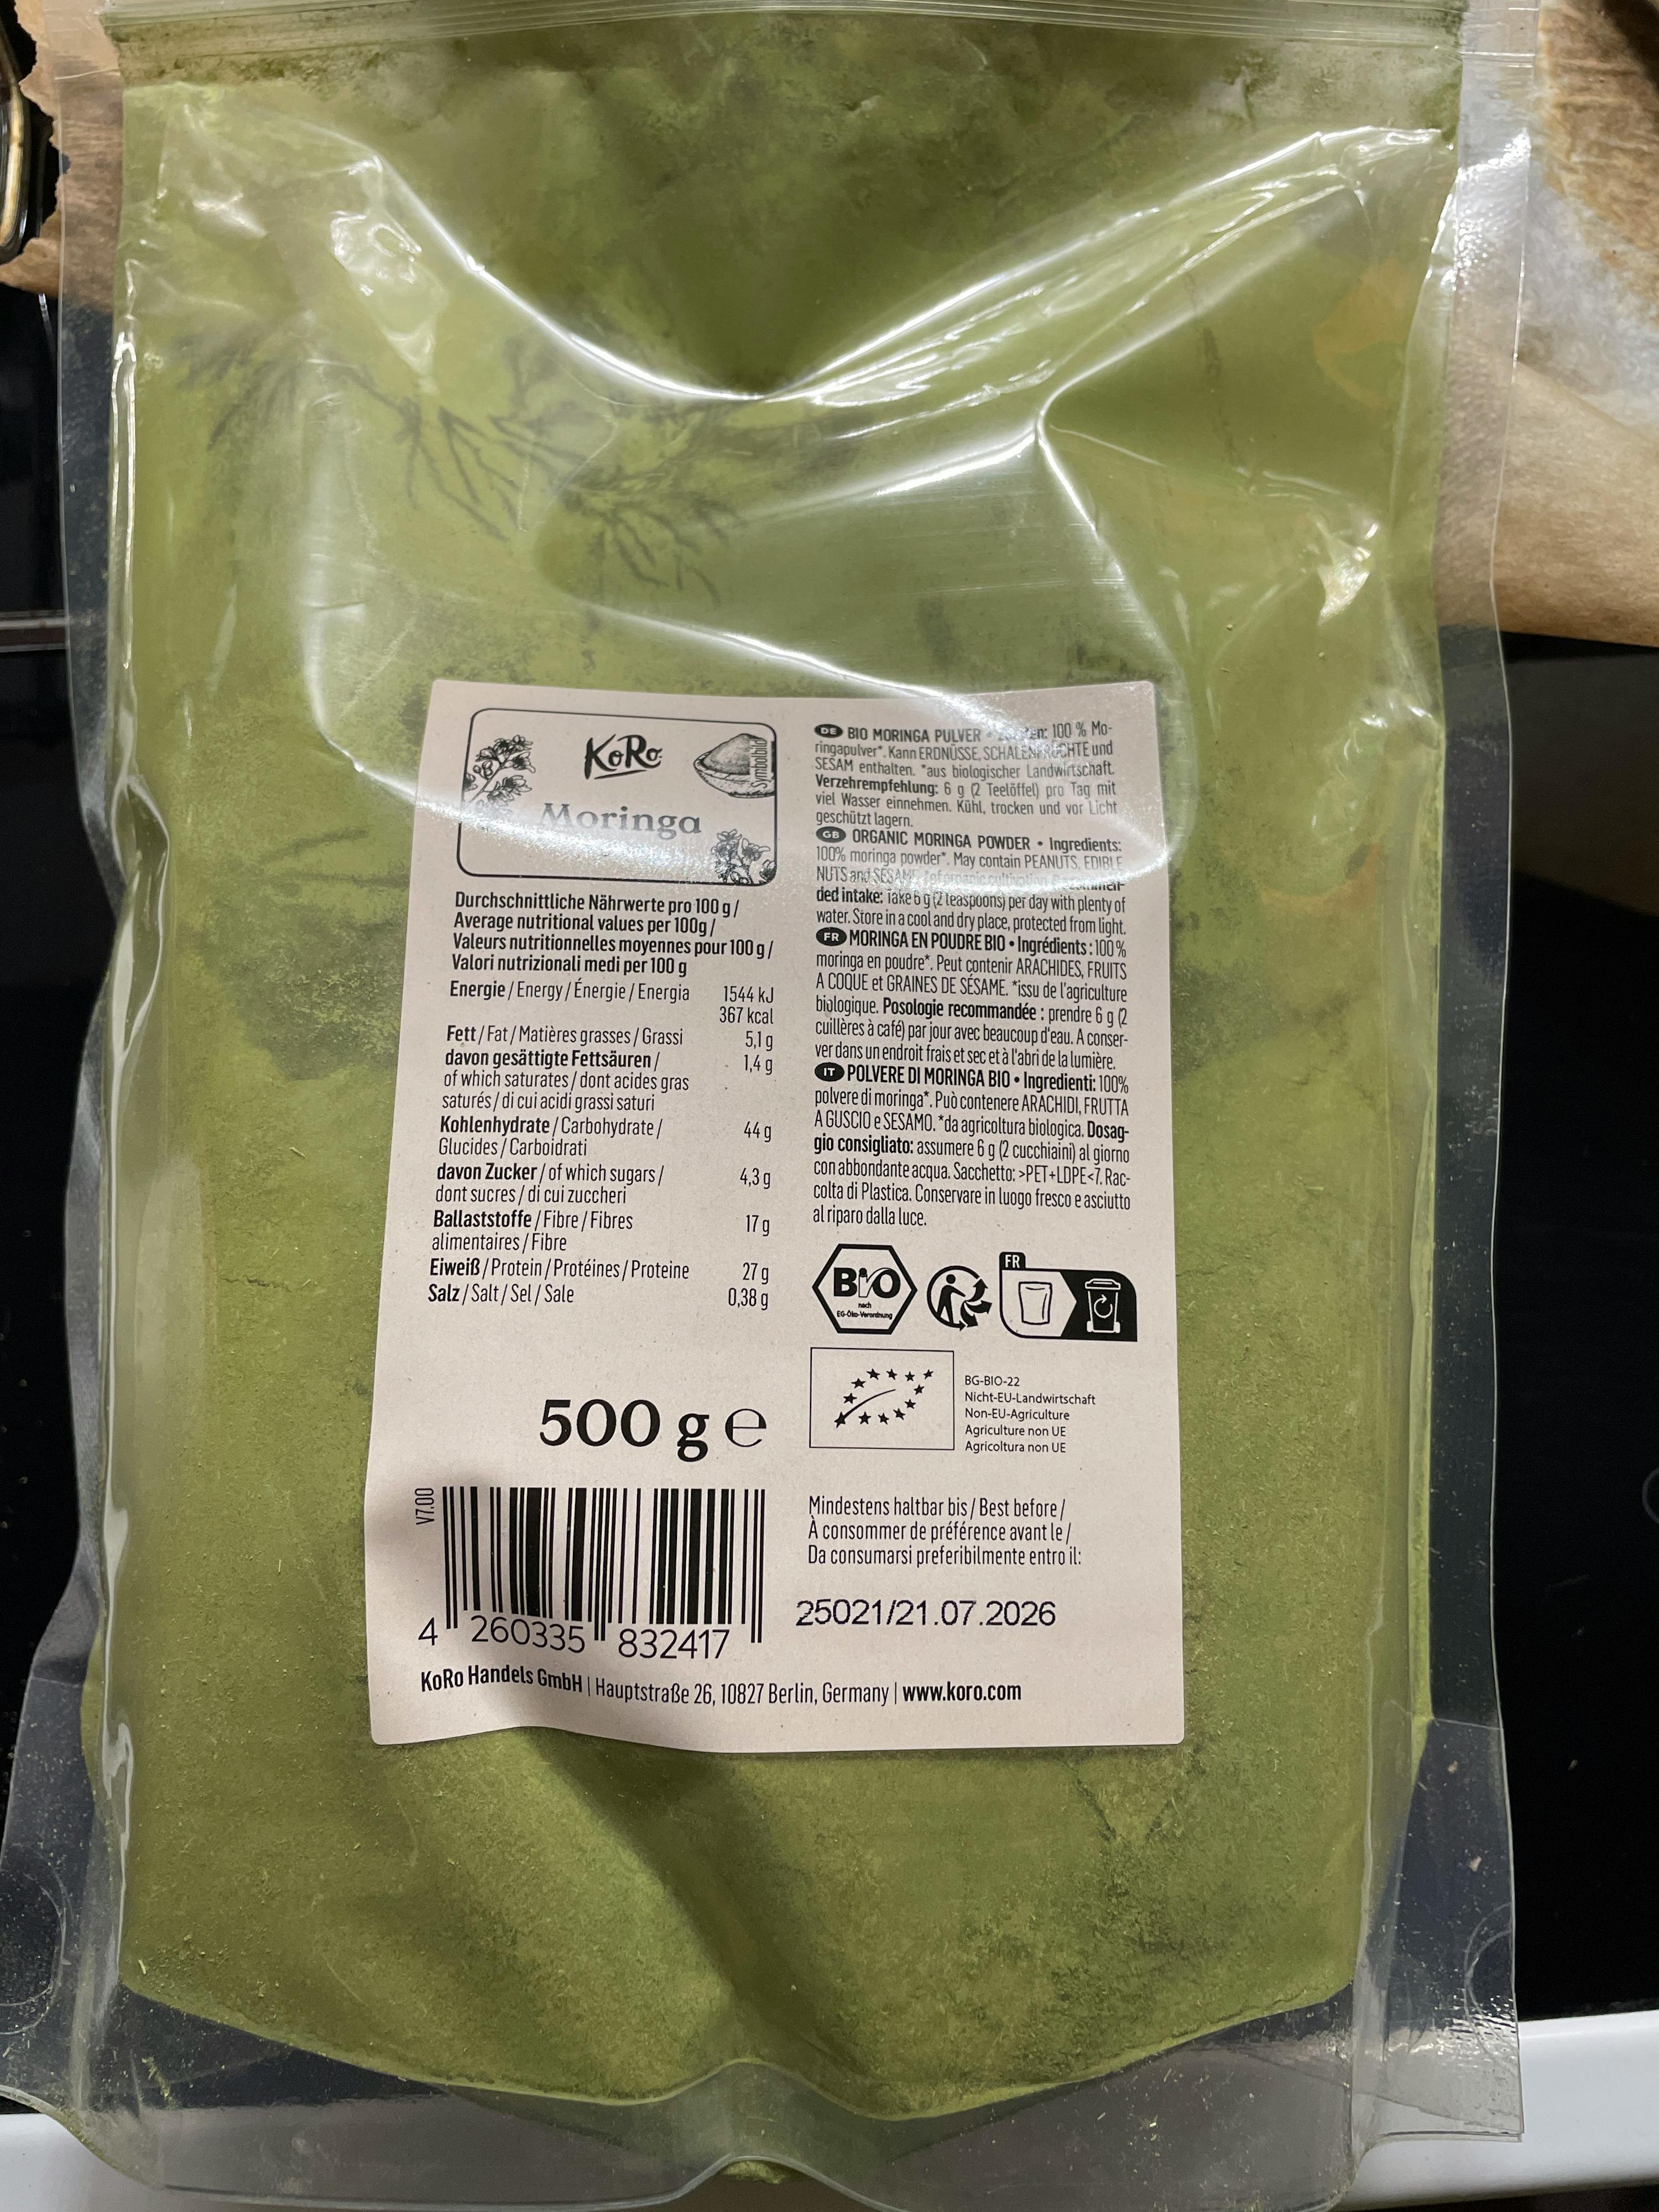 KoRo
Symbolbild
Moringa
Durchschnittliche Nährwerte pro 100 g /
Average nutritional values per 100g /
Valeurs nutritionnelles moyennes pour 100 g /
Valori nutrizionali medi per 100 g
Energie / Energy / Énergie / Energia 1544 kJ
367 kcal
Fett / Fat / Matières grasses / Grassi 5,1 g
davon gesättigte Fettsäuren / 1,4 g
of which saturates / dont acides gras
saturés / di cui acidi grassi saturi
Kohlenhydrate / Carbohydrate / 44 g
Glucides / Carboidrati
davon Zucker / of which sugars / 4,3 g
dont sucres / di cui zuccheri
Ballaststoffe / Fibre / Fibres 17 g
alimentaires / Fibre
Eiweiß / Protein / Protéines / Proteine 27 g
Salz / Salt / Sel / Sale 0,38 g
500 g e
V7.00
4 260335 832417
DE BIO MORINGA PULVER • 100 % Mo-
ringapulver*. Kann ERDNÜSSE, SCHALENFRÜCHTE und
SESAM enthalten. *aus biologischer Landwirtschaft.
Verzehrempfehlung: 6 g (2 Teelöffel) pro Tag mit
viel Wasser einnehmen. Kühl, trocken und vor Licht
geschützt lagern.
GB ORGANIC MORINGA POWDER • Ingredients:
100% moringa powder*. May contain PEANUTS, EDIBLE
NUTS and SESAME. *of organic cultivation.
ded intake: Take 6 g (2 teaspoons) per day with plenty of
water. Store in a cool and dry place, protected from light.
FR MORINGA EN POUDRE BIO • Ingrédients : 100 %
moringa en poudre*. Peut contenir ARACHIDES, FRUITS
A COQUE et GRAINES DE SÉSAME. *issu de l'agriculture
biologique. Posologie recommandée : prendre 6 g (2
cuillères à café) par jour avec beaucoup d'eau. A conser-
ver dans un endroit frais et sec et à l'abri de la lumière.
IT POLVERE DI MORINGA BIO • Ingredienti: 100%
polvere di moringa*. Può contenere ARACHIDI, FRUTTA
A GUSCIO e SESAMO. *da agricoltura biologica. Dosag-
gio consigliato: assumere 6 g (2 cucchiaini) al giorno
con abbondante acqua. Sacchetto: >PET+LDPE<7. Rac-
colta di Plastica. Conservare in luogo fresco e asciutto
al riparo dalla luce.
BIO
nach
EG-Öko-Verordnung
FR
BG-BIO-22
Nicht-EU-Landwirtschaft
Non-EU-Agriculture
Agriculture non UE
Agricoltura non UE
Mindestens haltbar bis / Best before /
À consommer de préférence avant le /
Da consumarsi preferibilmente entro il:
25021/21.07.2026
KoRo Handels GmbH | Hauptstraße 26, 10827 Berlin, Germany | www.koro.com